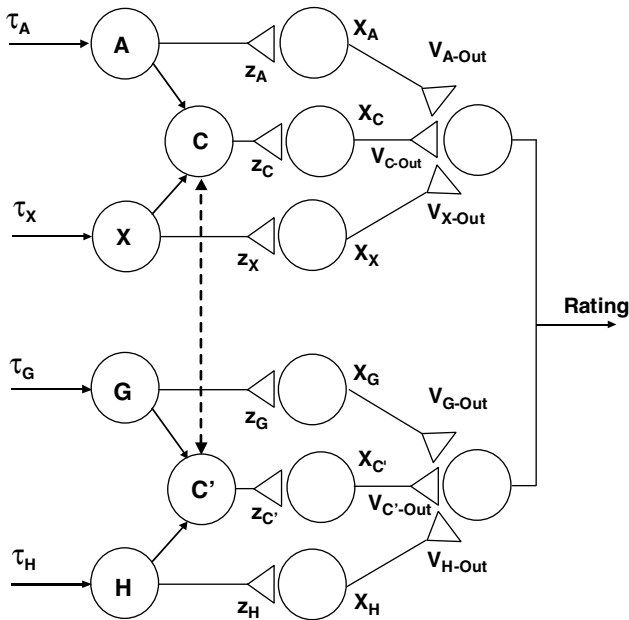 τA
A
zA
XA
VA-Out
C
zC
XC
VC-Out
τX
X
zX
XX
VX-Out
Rating
τG
G
zG
XG
VG-Out
C’
zC’
XC'
VC’-Out
τH
H
zH
XH
VH-Out